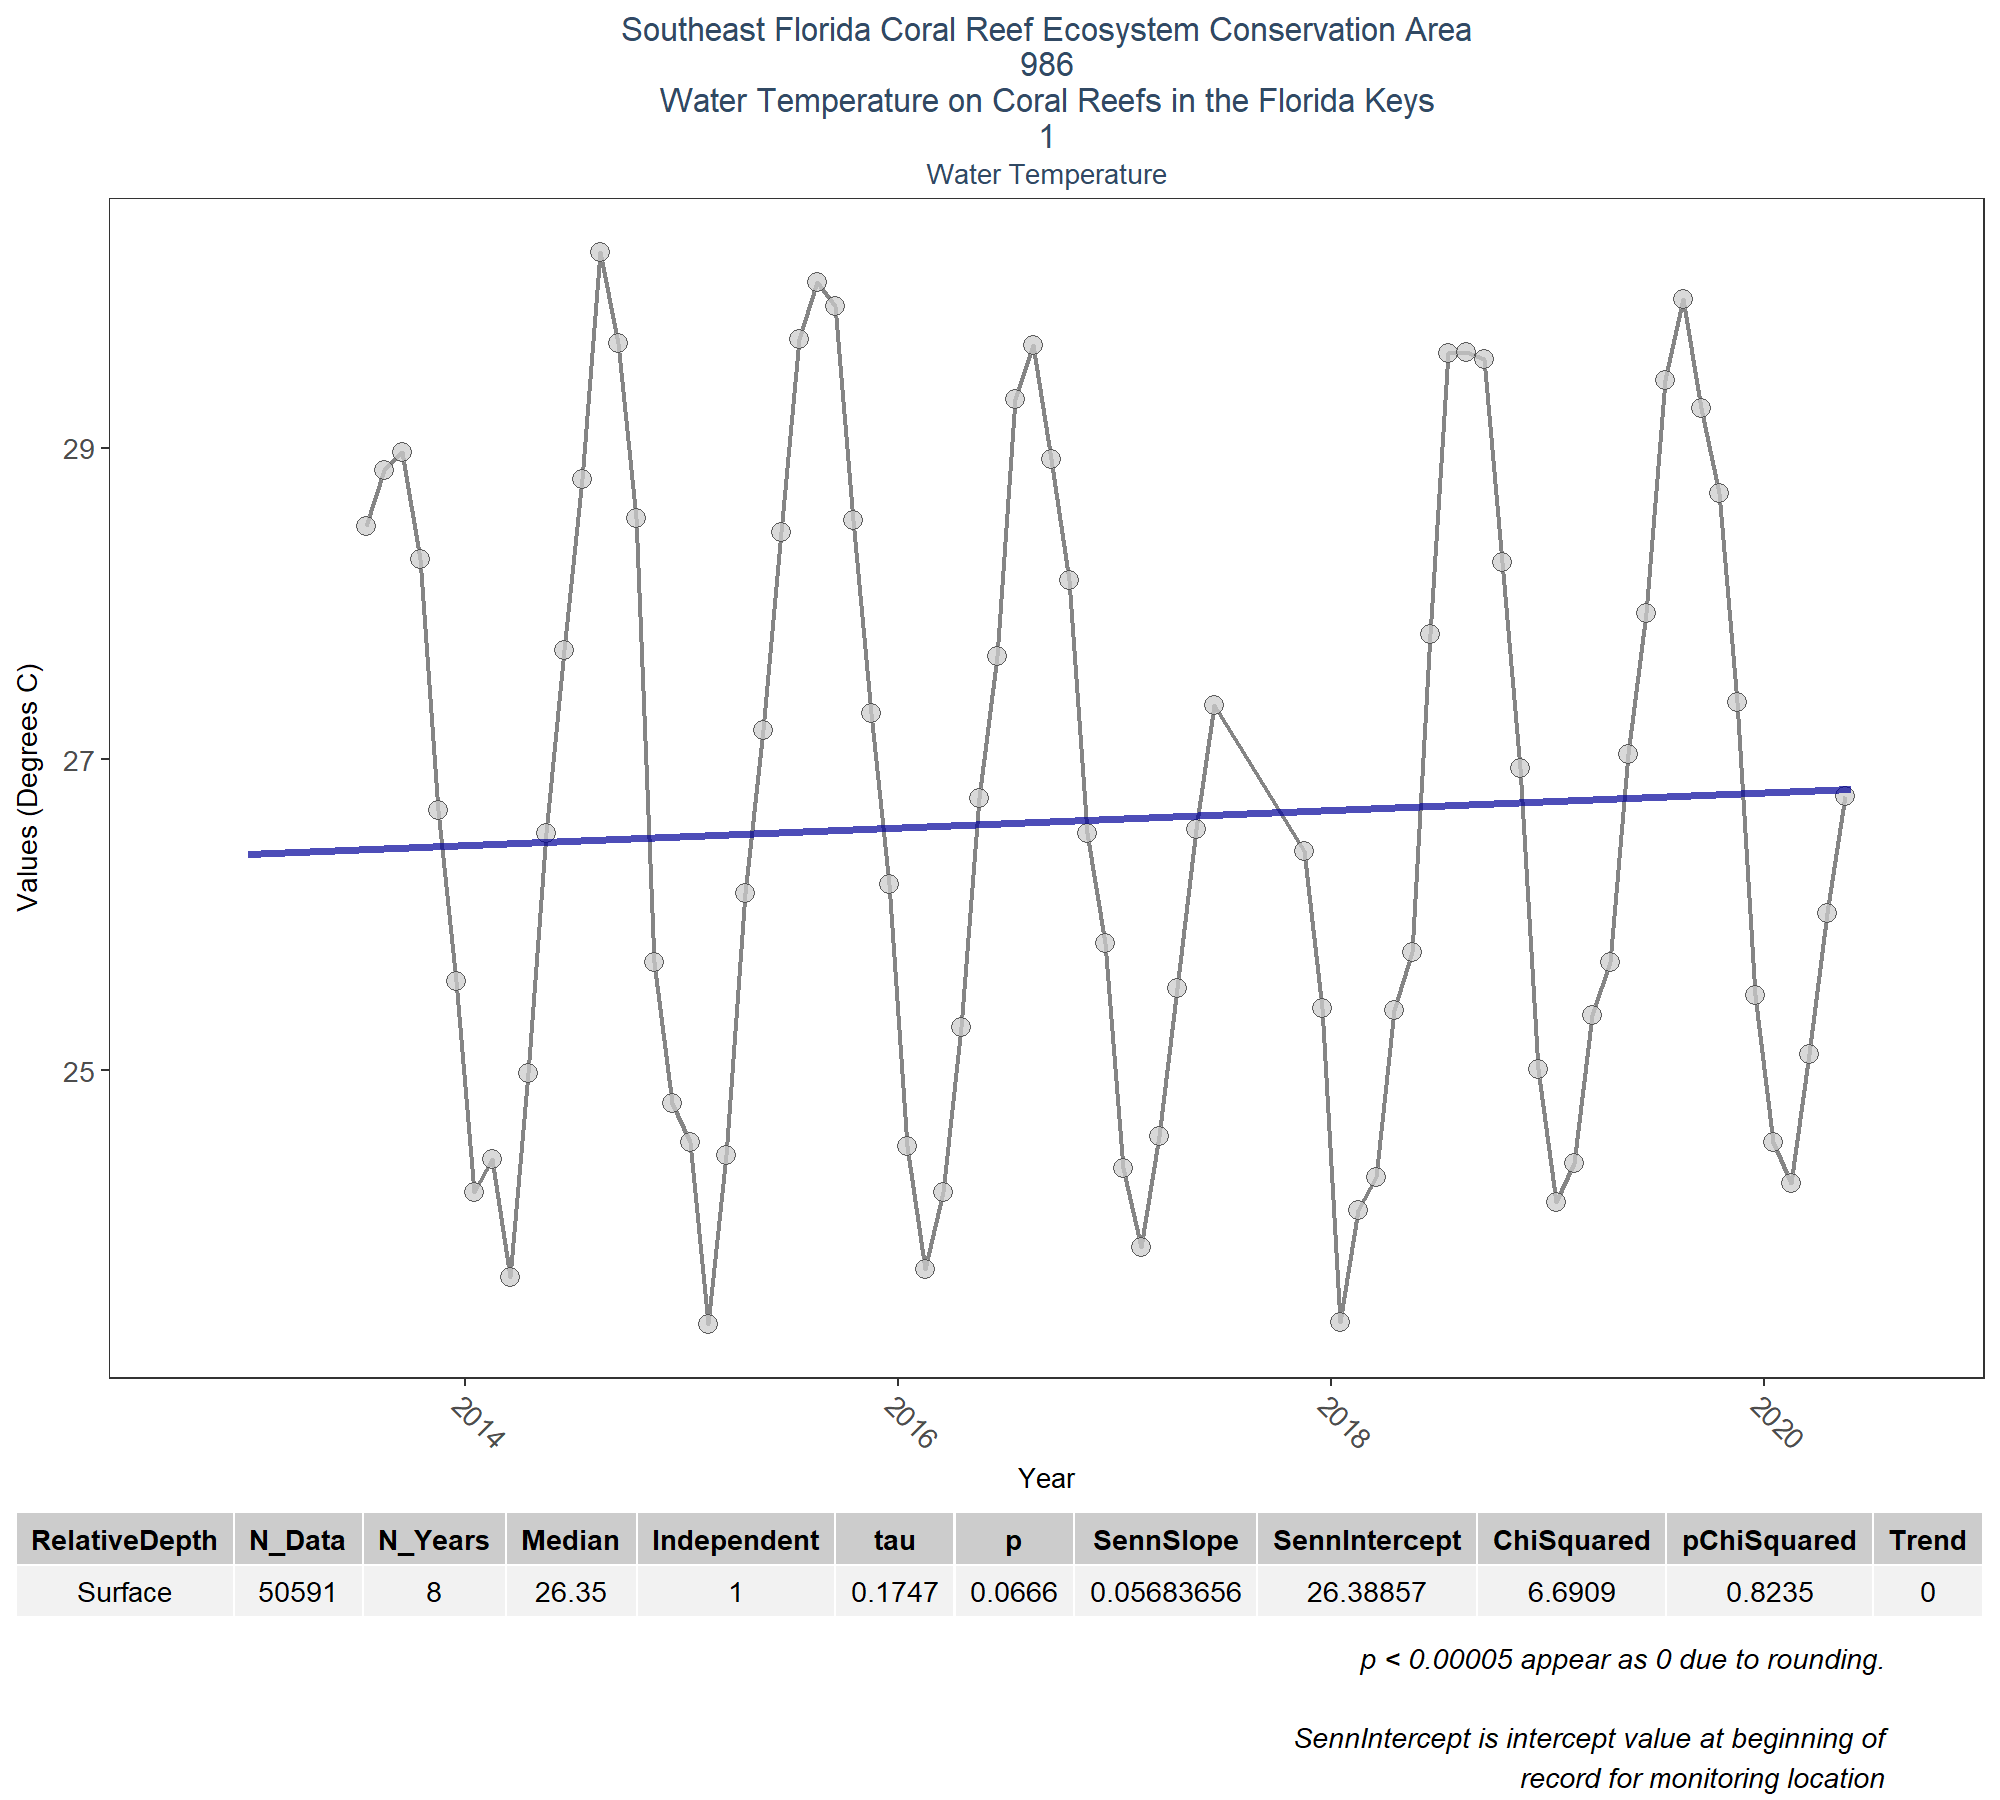 Southeast Florida Coral Reef Ecosystem Conservation Area
986
Water Temperature on Coral Reefs in the Florida Keys
1
Water Temperature
Values (Degrees C)
29
27
25
2014
2016
2018
2020
Year
RelativeDepth N_Data N_Years Median Independent tau p SennSlope SennIntercept ChiSquared pChiSquared Trend
Surface 50591 8 26.35 1 0.1747 0.0666 0.05683656 26.38857 6.6909 0.8235 0
p < 0.00005 appear as 0 due to rounding.
SennIntercept is intercept value at beginning of
record for monitoring location